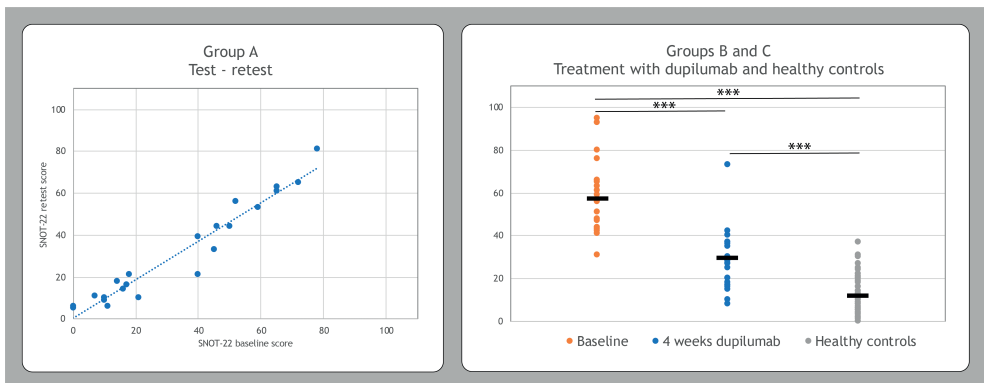 Group A
Test - retest
100
80
60
40
20
0
SNOT-22 retest score
0 20 40 60 80 100
SNOT-22 baseline score
Groups B and C
Treatment with dupilumab and healthy controls
***
***
***
100
80
60
40
20
0
Baseline 4 weeks dupilumab Healthy controls